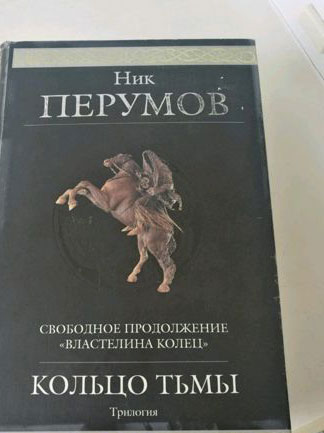 Ник
ПЕРУМОВ
СВОБОДНОЕ ПРОДОЛЖЕНИЕ
«ВЛАСТЕЛИНА КОЛЕЦ»
КОЛЬЦО ТЬМЫ
Трилогия